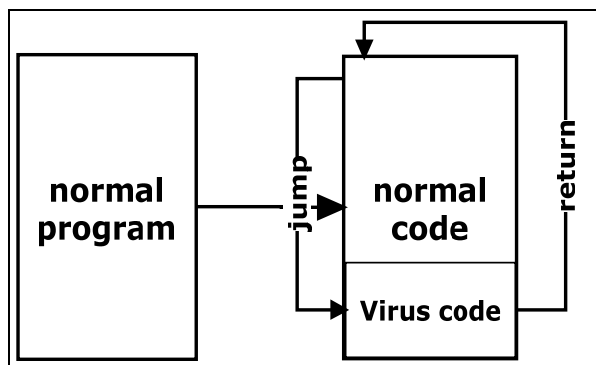 normal
program
jump
normal
code
Virus code
return